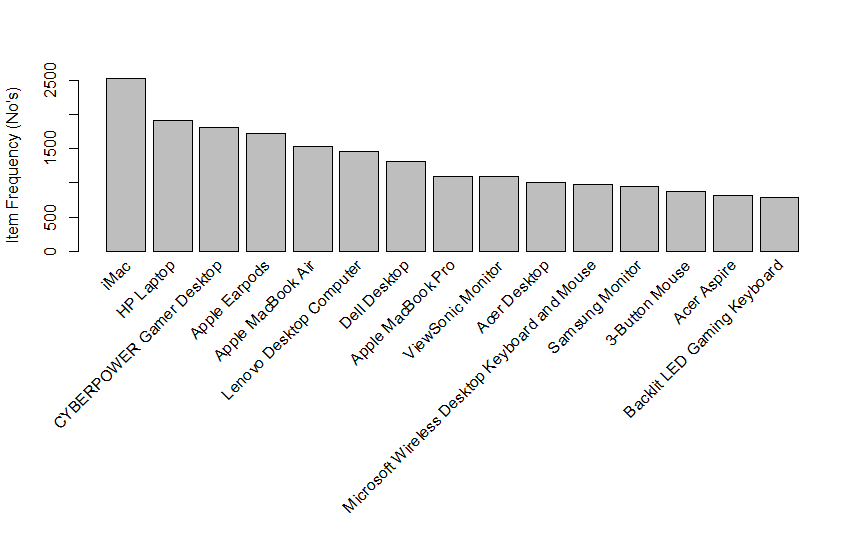 Item Frequency (No's)
2500
1500
500
0
iMac
HP Laptop
CYBERPOWER Gamer Desktop
Apple Earpods
Apple MacBook Air
Lenovo Desktop Computer
Dell Desktop
Apple MacBook Pro
ViewSonic Monitor
Acer Desktop
Microsoft Wireless Desktop Keyboard and Mouse
Samsung Monitor
3-Button Mouse
Acer Aspire
Backlit LED Gaming Keyboard